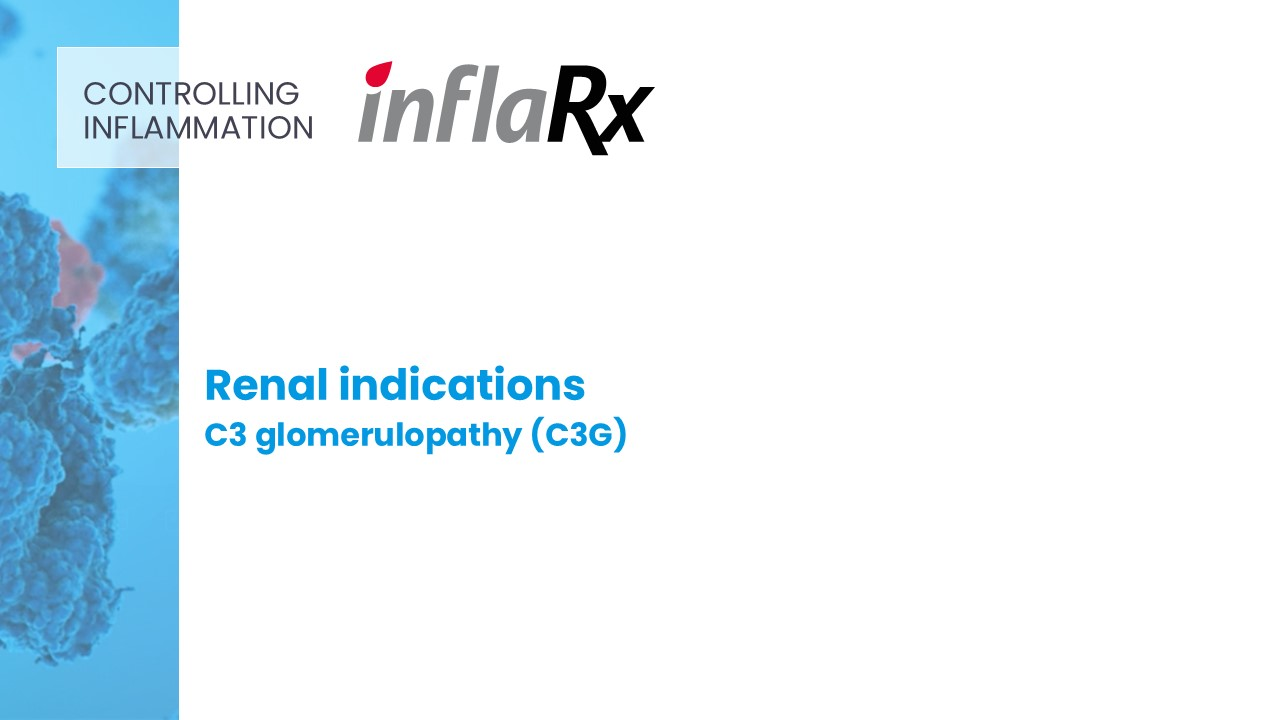 CONTROLLING
INFLAMMATION
inflaRx
Renal indications
C3 glomerulopathy (C3G)